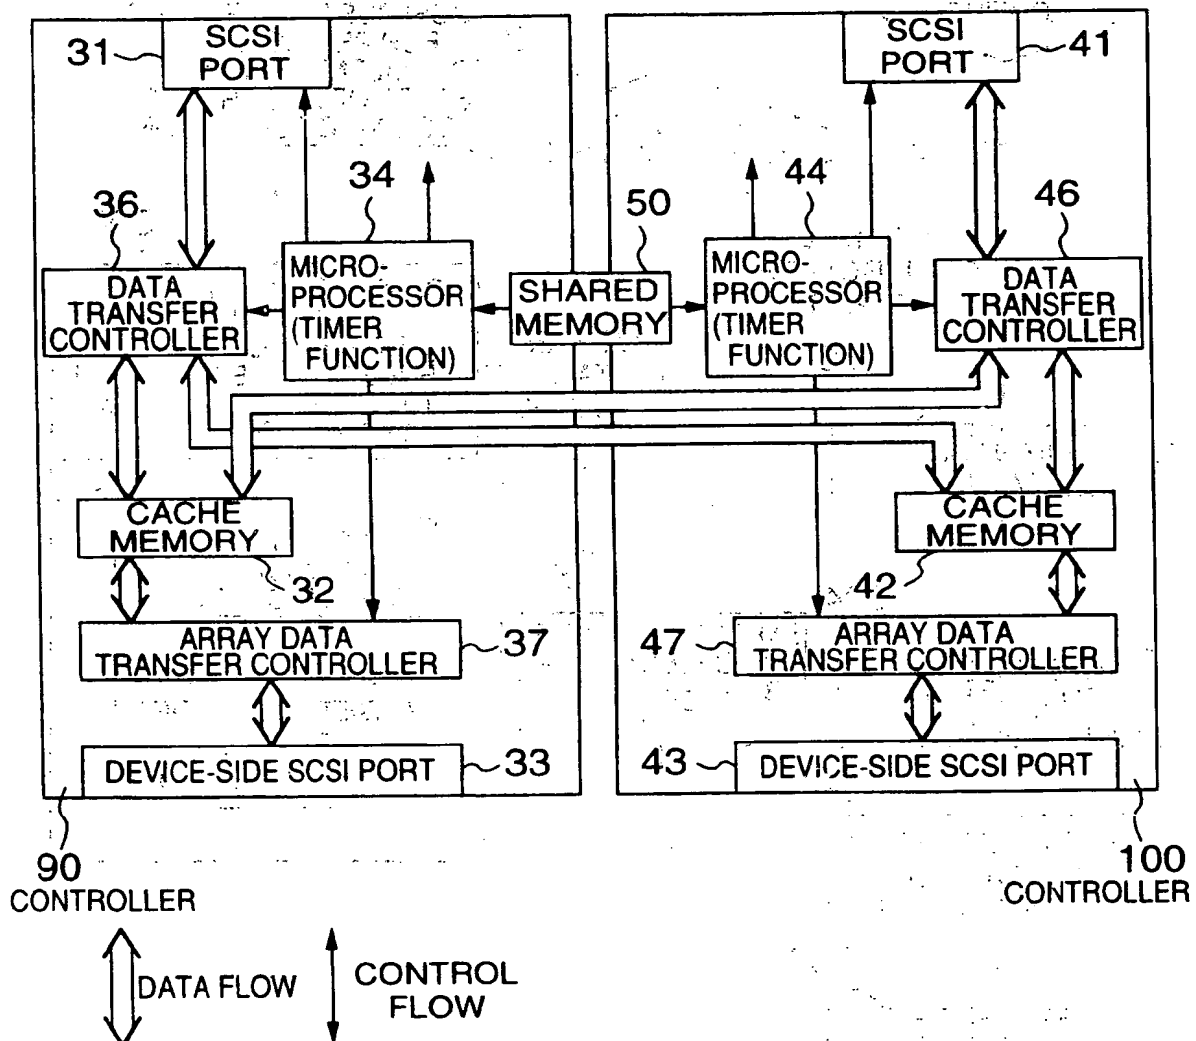 SCSI
PORT
31
SCSI
PORT
41
36
34
50
44
46
DATA
TRANSFER
CONTROLLER
MICRO-
PROCESSOR
(TIMER
FUNCTION)
SHARED
MEMORY
MICRO-
PROCESSOR
(TIMER
FUNCTION)
DATA
TRANSFER
CONTROLLER
CACHE
MEMORY
32
CACHE
MEMORY
42
ARRAY DATA
TRANSFER CONTROLLER
37
47
ARRAY DATA
TRANSFER CONTROLLER
DEVICE-SIDE SCSI PORT
33
43
DEVICE-SIDE SCSI PORT
90
CONTROLLER
100
CONTROLLER
DATA FLOW
CONTROL
FLOW